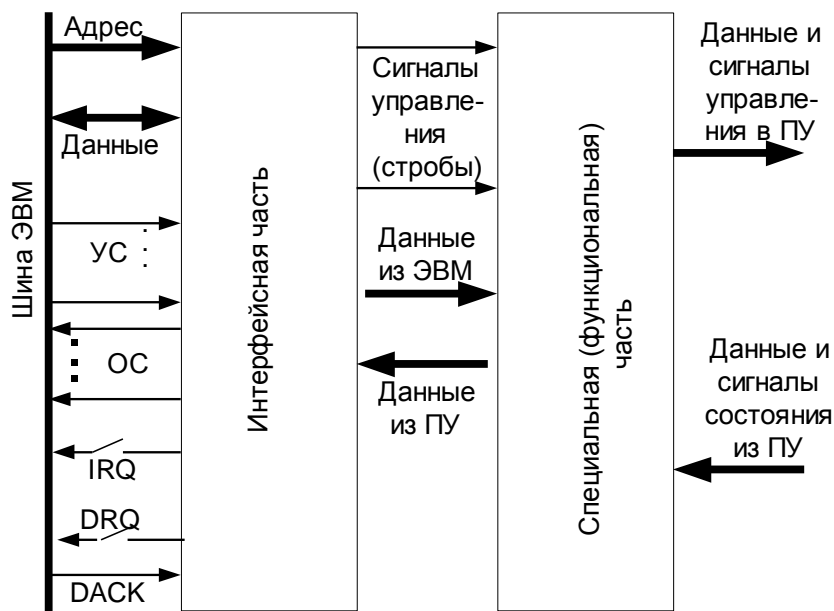 Шина ЭВМ
Адрес
Данные
УС
ОС
IRQ
DRQ
DACK
Интерфейсная часть
Сигналы
управле-
ния
(стробы)
Данные
из ЭВМ
Данные
из ПУ
Специальная (функциональная)
часть
Данные и
сигналы
управле-
ния в ПУ
Данные и
сигналы
состояния
из ПУ